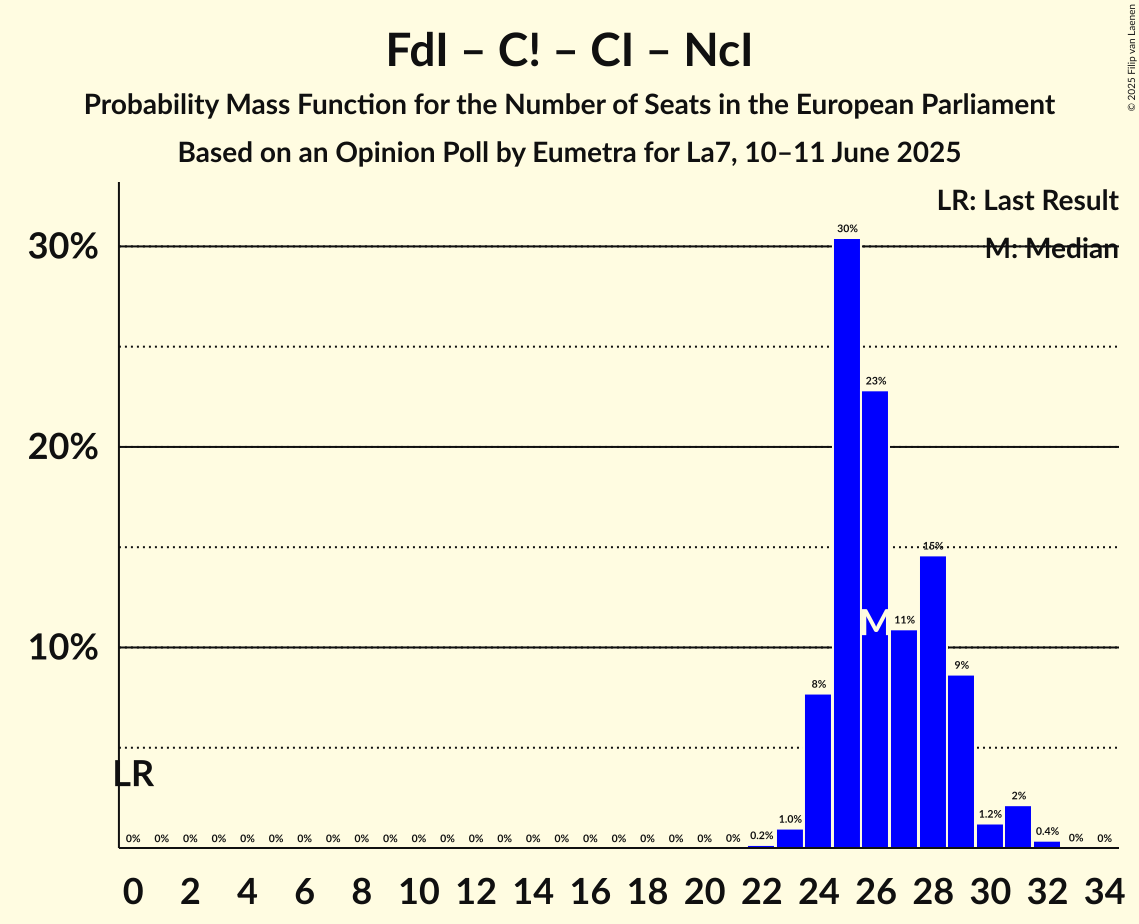 FdI – C! – CI – NcI
Probability Mass Function for the Number of Seats in the European Parliament
Based on an Opinion Poll by Eumetra for La7, 10–11 June 2025
© 2025 Filip van Laenen
LR: Last Result
M: Median
30%
20%
10%
30%
23%
15%
11%
9%
8%
2%
1.2%
1.0%
0.4%
0.2%
M
LR
0% 0% 0% 0% 0% 0% 0% 0% 0% 0% 0% 0% 0% 0% 0% 0% 0% 0% 0% 0% 0% 0% 0% 0%
0 2 4 6 8 10 12 14 16 18 20 22 24 26 28 30 32 34